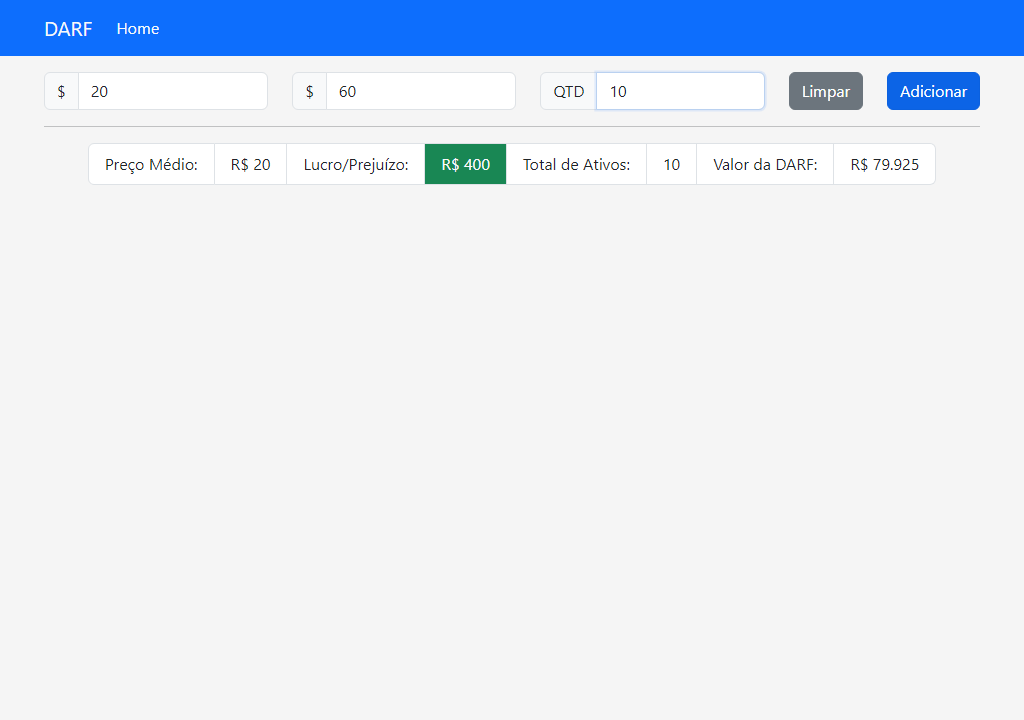 DARF Home
$ 20 $ 60 QTD 10 Limpar Adicionar
Preço Médio: R$ 20 Lucro/Prejuízo: R$ 400 Total de Ativos: 10 Valor da DARF: R$ 79.925